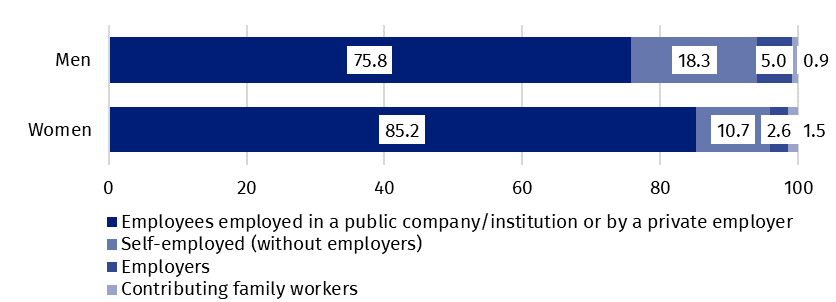 Men 75.8 18.3 5.0 0.9
Women 85.2 10.7 2.6 1.5
0 20 40 60 80 100
Employees employed in a public company/institution or by a private employer
Self-employed (without employers)
Employers
Contributing family workers